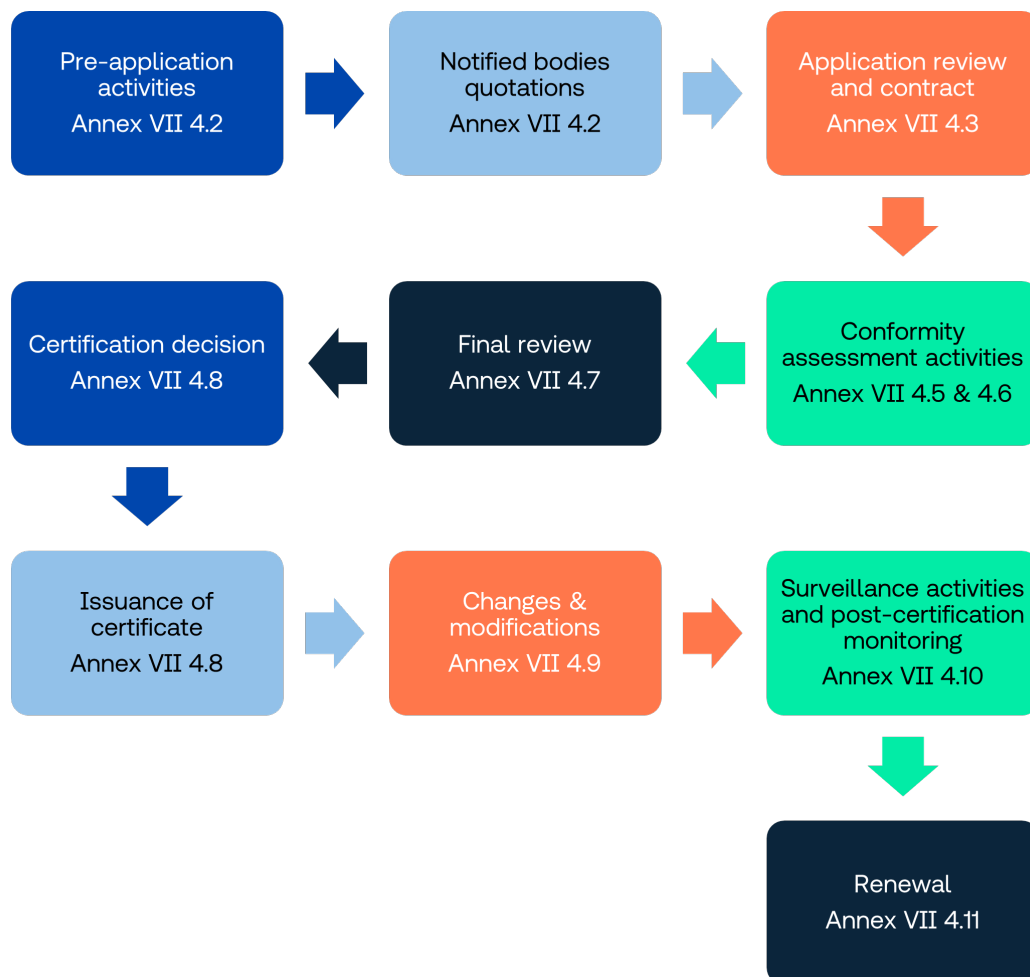 Pre-application
activities
Annex VII 4.2
Notified bodies
quotations
Annex VII 4.2
Application review
and contract
Annex VII 4.3
Conformity
assessment activities
Annex VII 4.5 & 4.6
Final review
Annex VII 4.7
Certification decision
Annex VII 4.8
Issuance of
certificate
Annex VII 4.8
Changes &
modifications
Annex VII 4.9
Surveillance activities
and post-certification
monitoring
Annex VII 4.10
Renewal
Annex VII 4.11